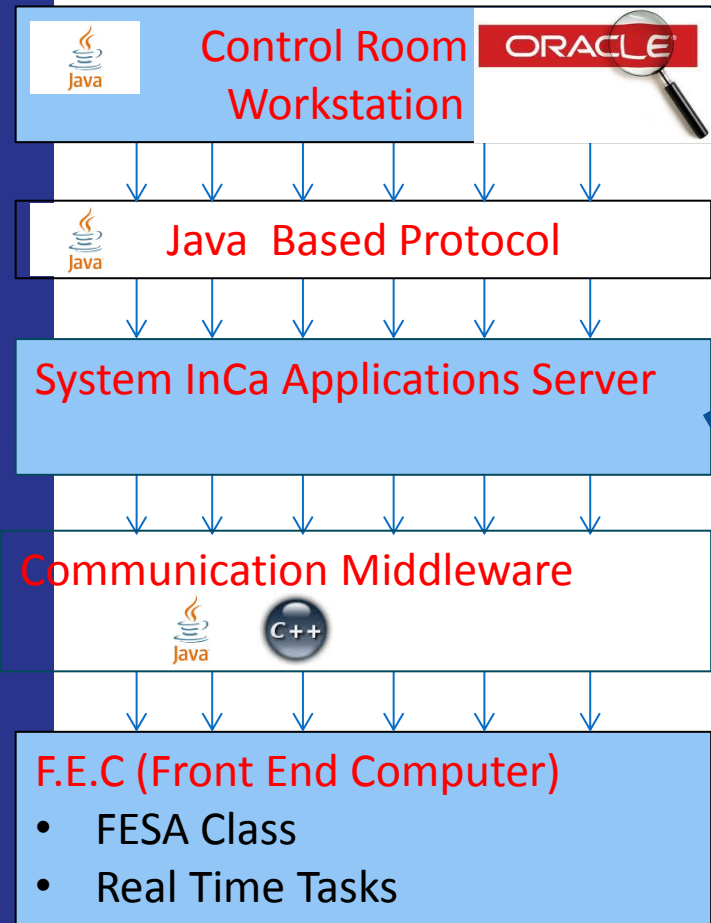 Java
Control Room
Workstation
ORACLE
Java
Java Based Protocol
System InCa Applications Server
Communication Middleware
Java
C++
F.E.C (Front End Computer)
• FESA Class
• Real Time Tasks